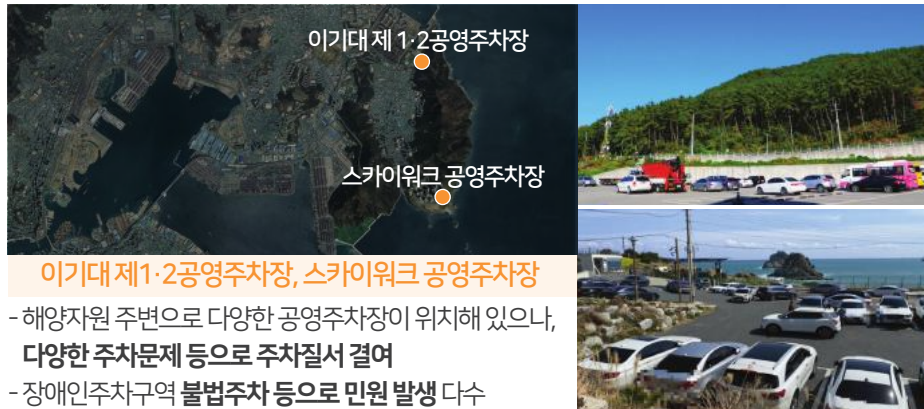 이기대 제 1·2공영주차장
스카이워크 공영주차장
이기대 제1·2공영주차장, 스카이워크 공영주차장
- 해양자원 주변으로 다양한 공영주차장이 위치해 있으나,
다양한 주차문제 등으로 주차질서 결여
- 장애인주차구역 불법주차 등으로 민원 발생 다수